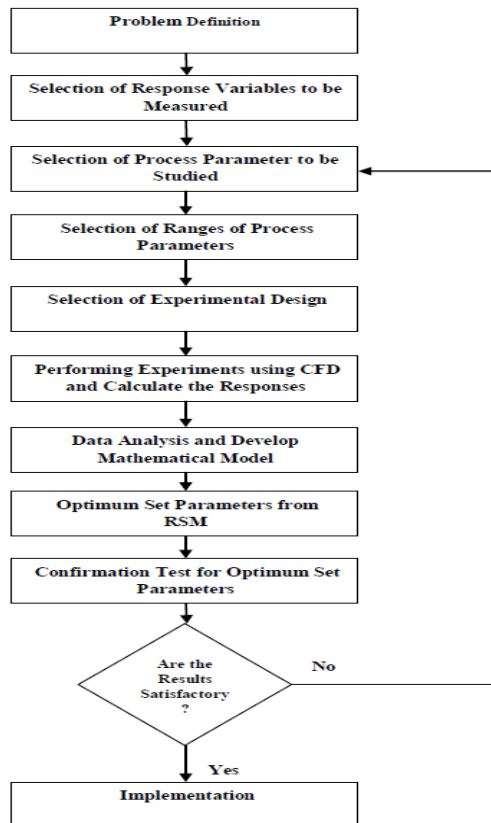 Problem Definition
Selection of Response Variables to be
Measured
Selection of Process Parameter to be
Studied
Selection of Ranges of Process
Parameters
Selection of Experimental Design
Performing Experiments using CFD
and Calculate the Responses
Data Analysis and Develop
Mathematical Model
Optimum Set Parameters from
RSM
Confirmation Test for Optimum Set
Parameters
Are the
Results
Satisfactory
?
No
Yes
Implementation